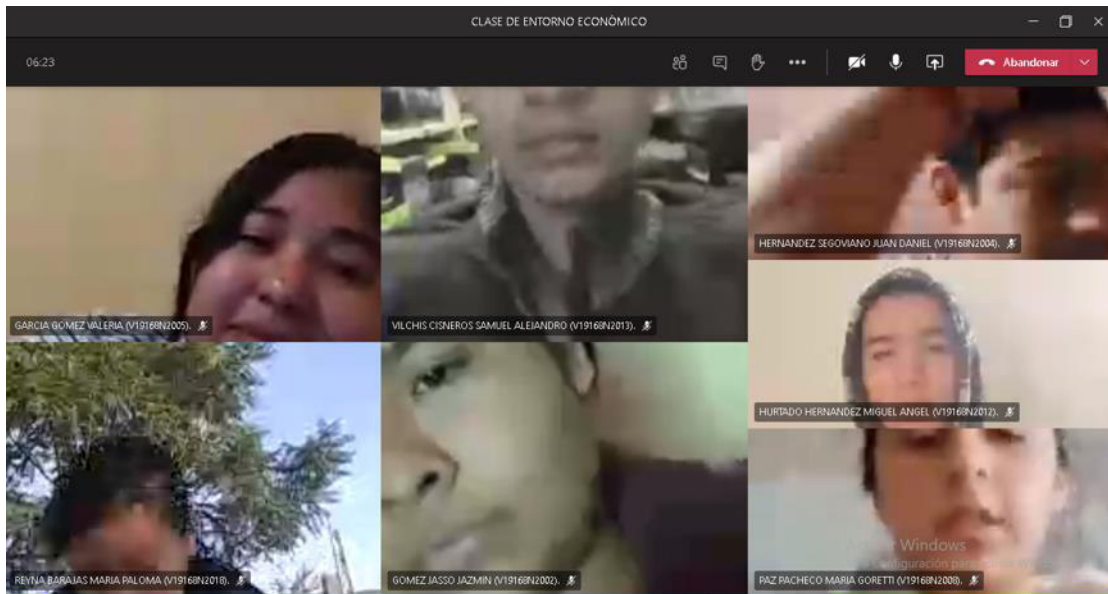 CLASE DE ENTORNO ECONÓMICO
06:23
Abandonar
GARCIA GOMEZ VALERIA (V19168N2005).
VILCHIS CISNEROS SAMUEL ALEJANDRO (V19168N2013).
HERNANDEZ SEGOVIANO JUAN DANIEL (V19168N2004).
HURTADO HERNANDEZ MIGUEL ANGEL (V19168N2012).
REYNA BARAJAS MARIA PALOMA (V19168N2018).
GOMEZ JASSO JAZMIN (V19168N2002).
PAZ PACHECO MARIA GORETTI (V19168N2008).
Windows
configuración para